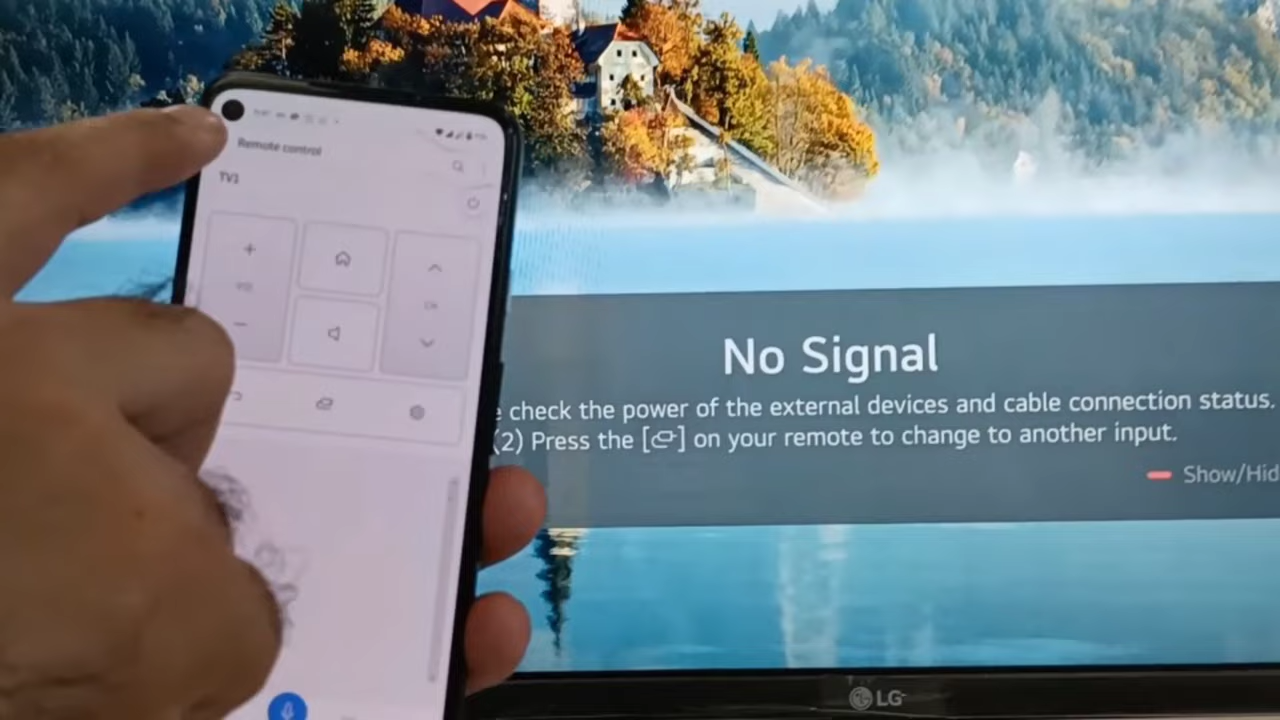 Remote control
TV1
No Signal
check the power of the external devices and cable connection status.
(2) Press the [] on your remote to change to another input.
Show/Hid
LG